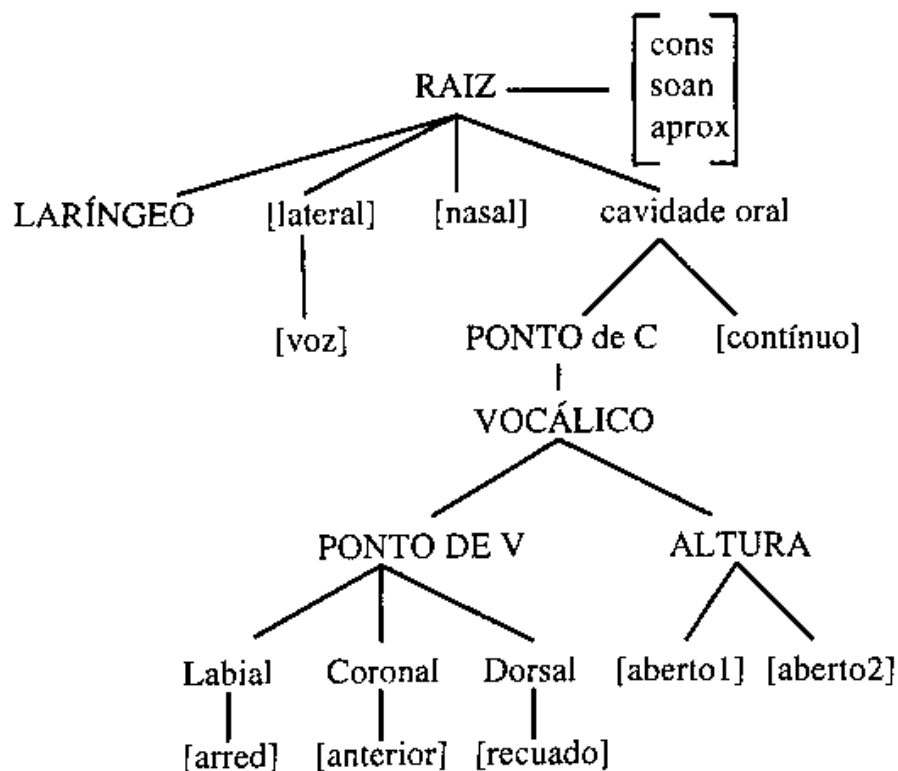 cons
RAIZ soan
aprox
LARÍNGEO [lateral] [nasal] cavidade oral
[voz] PONTO de C [contínuo]
VOCÁLICO
PONTO DE V ALTURA
Labial Coronal Dorsal [aberto1] [aberto2]
[arred] [anterior] [recuado]